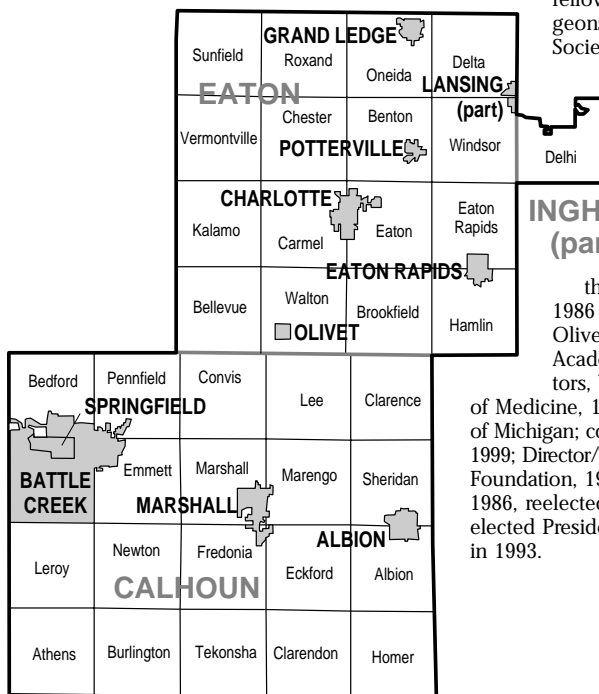 fellow
geons
Societ
GRAND LEDGE
Sunfield
Roxand
Oneida
Delta
EATON
LANSING
(part)
Vermontville
Chester
Benton
Windsor
POTTERVILLE
Delhi
CHARLOTTE
Kalamo
Carmel
Eaton
Eaton
Rapids
INGH
(par
EATON RAPIDS
Bellevue
Walton
Brookfield
Hamlin
OLIVET
th
1986
Olive
Acade
tors,
of Medicine, 1
of Michigan; co
1999; Director/
Foundation, 19
1986, reelected
elected Preside
in 1993.
Bedford
Pennfield
Convis
Lee
Clarence
SPRINGFIELD
BATTLE
CREEK
Emmett
Marshall
Marengo
Sheridan
MARSHALL
ALBION
Leroy
Newton
Fredonia
Eckford
Albion
CALHOUN
Athens
Burlington
Tekonsha
Clarendon
Homer